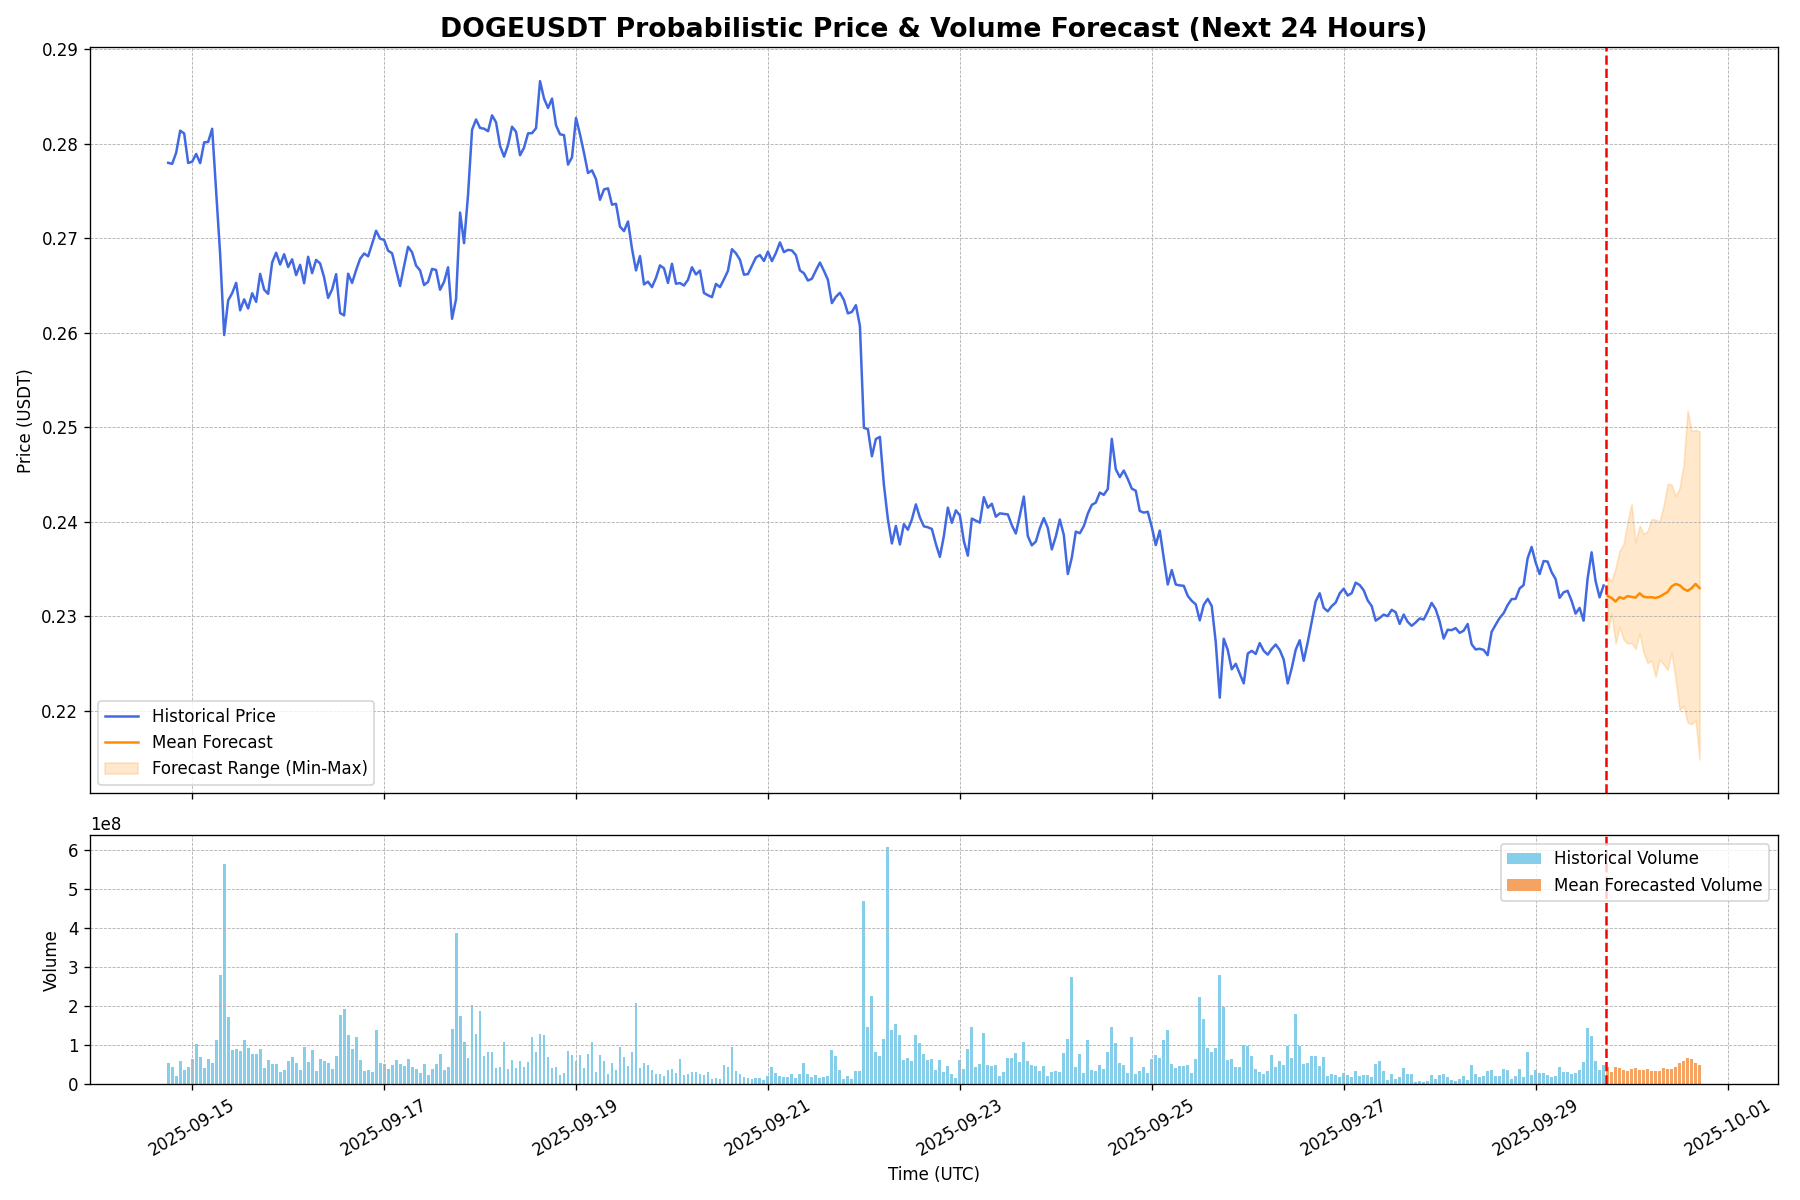 DOGEUSDT Probabilistic Price & Volume Forecast (Next 24 Hours)
0.29
0.28
0.27
0.26
0.25
0.24
0.23
0.22
Price (USDT)
Historical Price
Mean Forecast
Forecast Range (Min-Max)
1e8
6
5
4
3
2
1
0
Volume
Historical Volume
Mean Forecasted Volume
2025-09-15
2025-09-17
2025-09-19
2025-09-21
2025-09-23
2025-09-25
2025-09-27
2025-09-29
2025-10-01
Time (UTC)